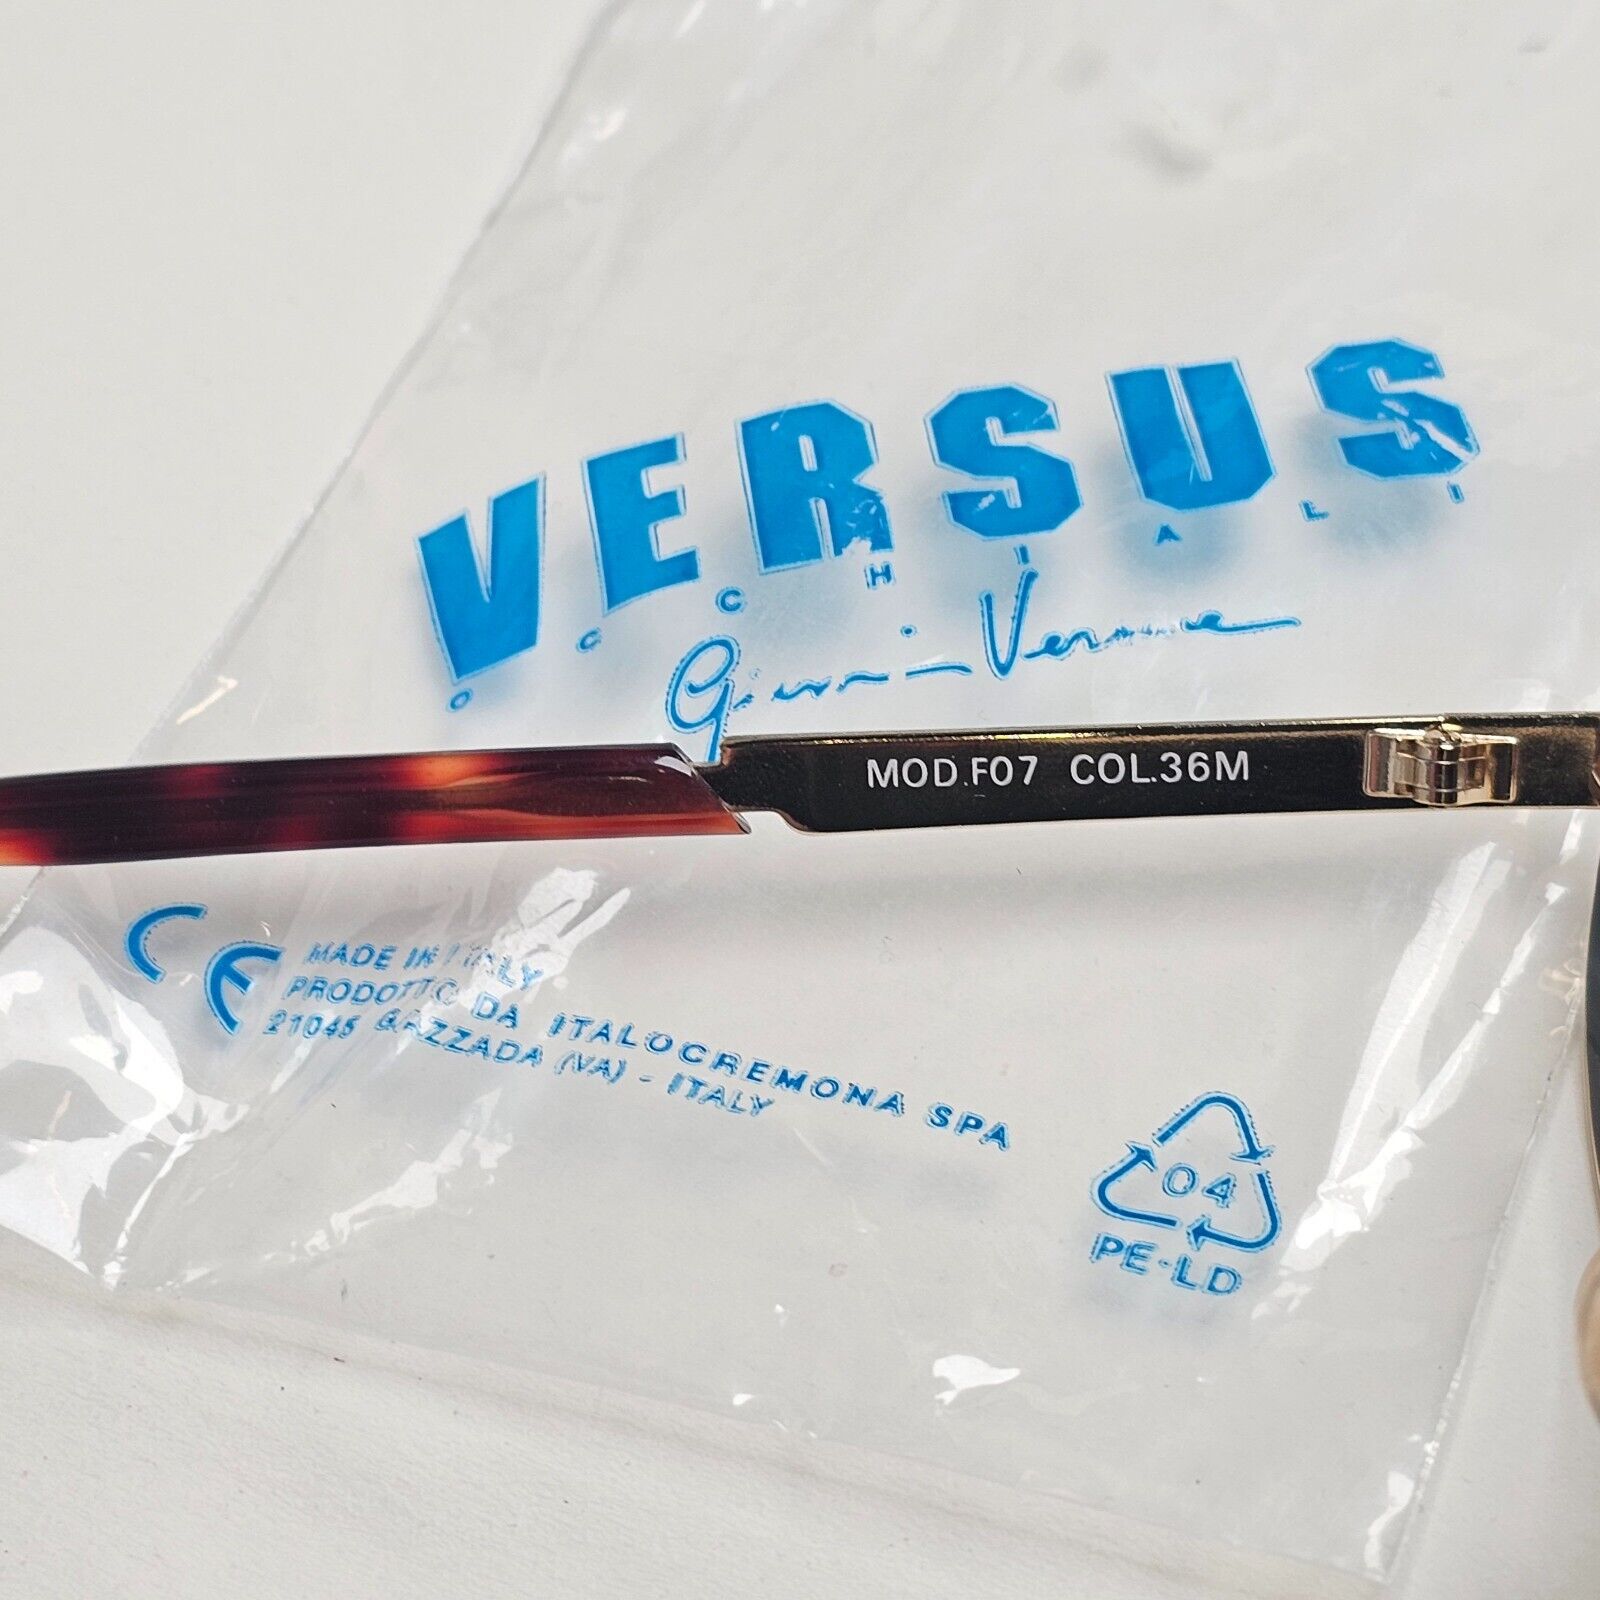 VERSUS
OCCHIALI
Gianni Versace
MOD.F07 COL.36M
CE
MADE IN ITALY
PRODOTTO DA ITALOCREMONA SPA
21045 GAZZADA (VA) - ITALY
04
PE-LD